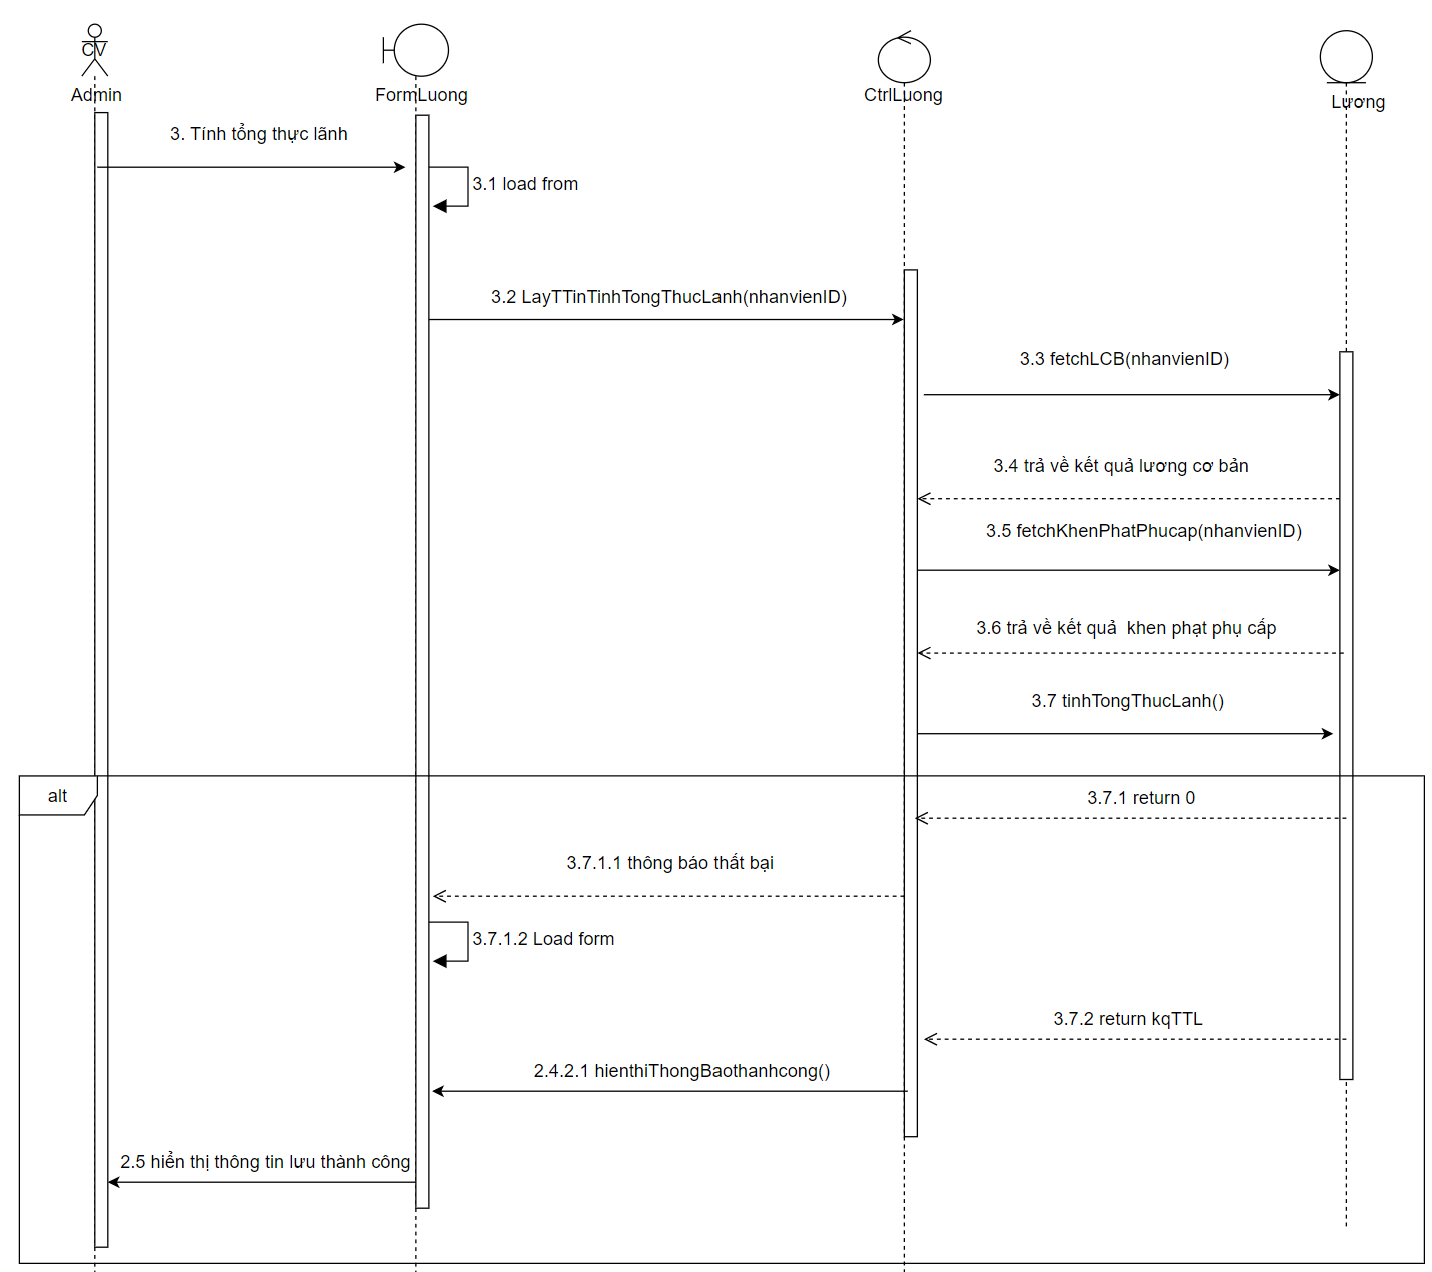 CV
Admin
FormLuong
CtrlLuong
Lương
3. Tính tổng thực lãnh
3.1 load from
3.2 LayTTinTinhTongThucLanh(nhanvienID)
3.3 fetchLCB(nhanvienID)
3.4 trả về kết quả lương cơ bản
3.5 fetchKhenPhatPhucap(nhanvienID)
3.6 trả về kết quả  khen phạt phụ cấp
3.7 tinhTongThucLanh()
alt
3.7.1 return 0
3.7.1.1 thông báo thất bại
3.7.1.2 Load form
3.7.2 return kqTTL
2.4.2.1 hienthiThongBaothanhcong()
2.5 hiển thị thông tin lưu thành công